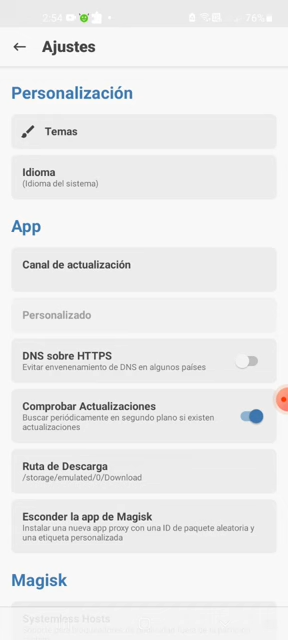 2:54
76%
Ajustes
Personalización
Temas
Idioma
(Idioma del sistema)
App
Canal de actualización
Personalizado
DNS sobre HTTPS
Evitar envenenamiento de DNS en algunos países
Comprobar Actualizaciones
Buscar periódicamente en segundo plano si existen
actualizaciones
Ruta de Descarga
/storage/emulated/0/Download
Esconder la app de Magisk
Instalar una nueva app proxy con una ID de paquete aleatoria y
una etiqueta personalizada
Magisk
Systemless Hosts